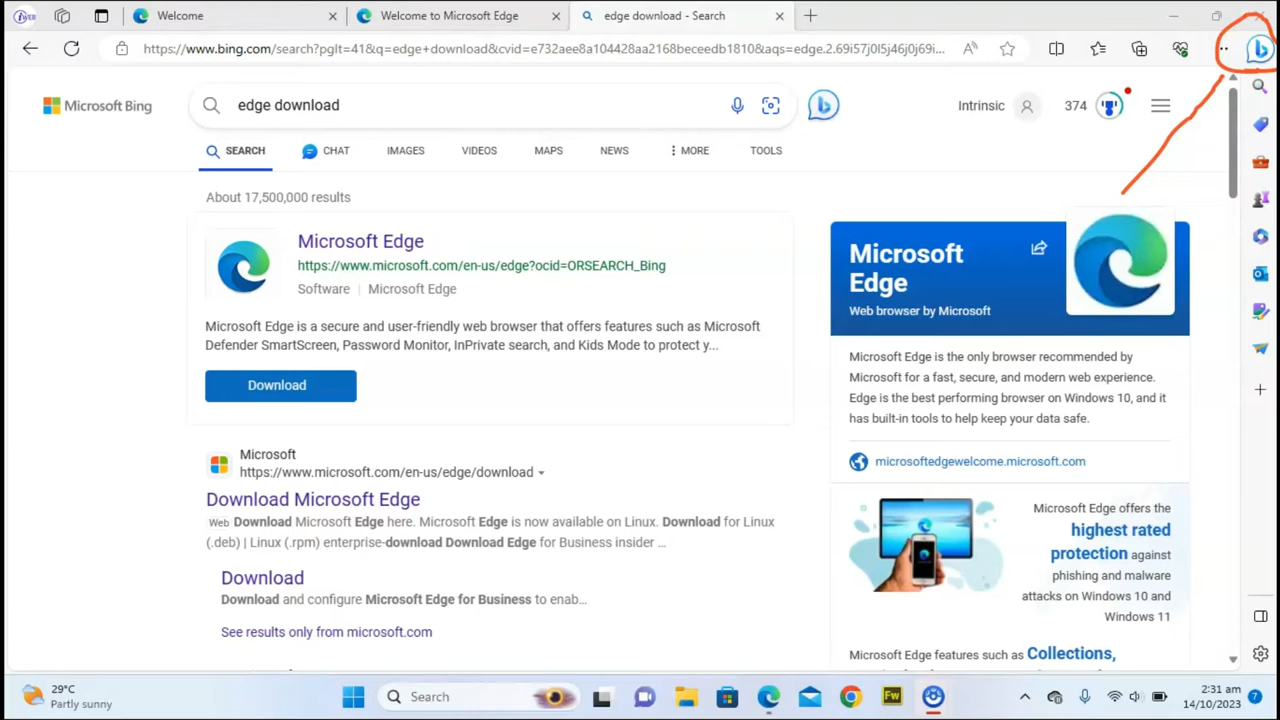 Welcome
Welcome to Microsoft Edge
edge download - Search
https://www.bing.com/search?pglt=41&q=edge+download&cvid=e732aee8a104428aa2168beceedb1810&aqs=edge.2.69i57j0l5j46j0j69i...
Microsoft Bing
edge download
Intrinsic
374
SEARCH
CHAT
IMAGES
VIDEOS
MAPS
NEWS
MORE
TOOLS
About 17,500,000 results
Microsoft Edge
https://www.microsoft.com/en-us/edge?ocid=ORSEARCH_Bing
Software | Microsoft Edge
Microsoft Edge is a secure and user-friendly web browser that offers features such as Microsoft
Defender SmartScreen, Password Monitor, InPrivate search, and Kids Mode to protect y...
Download
Microsoft
https://www.microsoft.com/en-us/edge/download
Download Microsoft Edge
Web Download Microsoft Edge here. Microsoft Edge is now available on Linux. Download for Linux
(.deb) | Linux (.rpm) enterprise-download Download Edge for Business insider ...
Download
Download and configure Microsoft Edge for Business to enab...
See results only from microsoft.com
Microsoft
Edge
Web browser by Microsoft
Microsoft Edge is the only browser recommended by
Microsoft for a fast, secure, and modern web experience.
Edge is the best performing browser on Windows 10, and it
has built-in tools to help keep your data safe.
microsoftedgewelcome.microsoft.com
Microsoft Edge offers the
highest rated
protection against
phishing and malware
attacks on Windows 10 and
Windows 11
Microsoft Edge features such as Collections,
29°C
Partly sunny
Search
Fw
2:31 am
14/10/2023
7